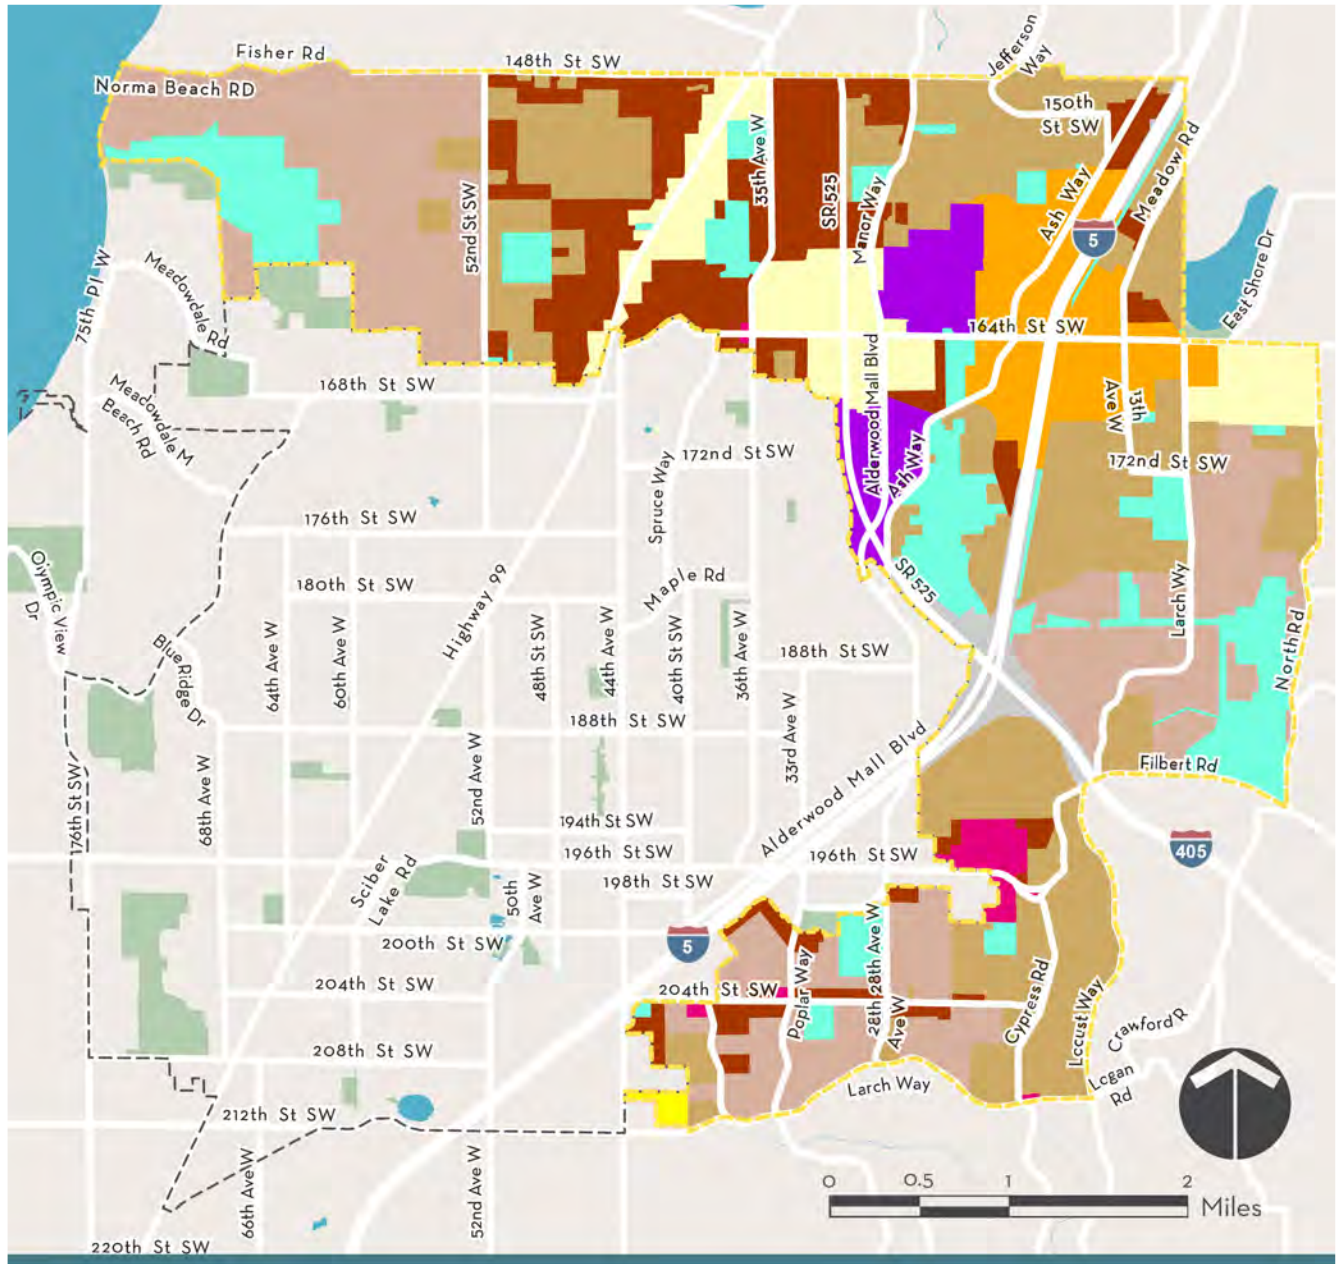 Fisher Rd
148th St SW
Jefferson
Way
Norma Beach RD
150th
St SW
35th Ave W
SR 525
Manor Way
Ash Way
Meadow Rd
5
52nd St SW
75th Pl W
Meadowdale
Rd
East Shore Dr
164th St SW
Alderwood Mall Blvd
168th St SW
Meadowdale M
Beach Rd
13th
Ave W
172nd St SW
172nd St SW
Ash Way
Spruce Way
176th St SW
SR 525
Olympic View
Dr
180th St SW
Maple Rd
Highway 99
Larch Wy
North Rd
Blue Ridge Dr
64th Ave W
60th Ave W
48th St SW
44th Ave W
40th St SW
36th Ave W
188th St SW
188th St SW
33rd Ave W
Alderwood Mall Blvd
Filbert Rd
176th St SW
68th Ave W
52nd Ave W
194th St SW
196th St SW
196th St SW
405
Sciber
Lake Rd
50th
Ave W
198th St SW
200th St SW
5
28th Ave W
28th
Ave W
Poplar Way
204th St SW
204th St SW
Cypress Rd
Lccust Way
Crawford R
Logan
Rd
208th St SW
Larch Way
212th St SW
66th Ave W
52nd Ave W
220th St SW
0 0.5 1 2
Miles